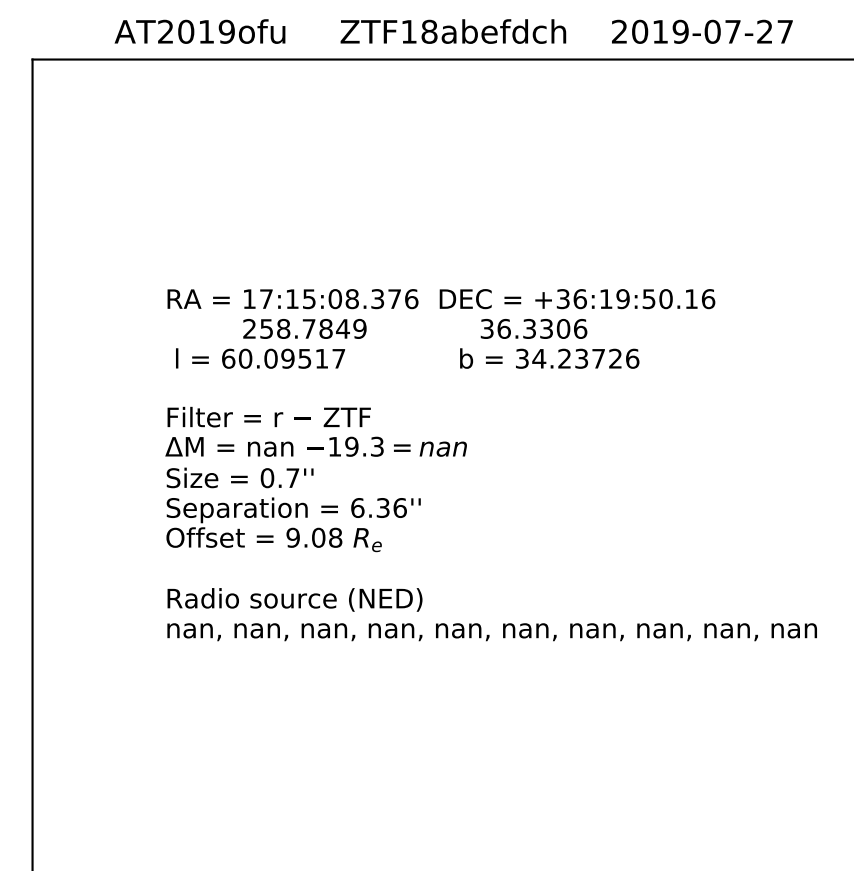 AT2019ofu ZTF18abefdch 2019-07-27
RA = 17:15:08.376 DEC = +36:19:50.16
258.7849 36.3306
l = 60.09517 b = 34.23726
Filter = r − ZTF
ΔM = nan −19.3 = nan
Size = 0.7''
Separation = 6.36''
Offset = 9.08 Re
Radio source (NED)
nan, nan, nan, nan, nan, nan, nan, nan, nan, nan